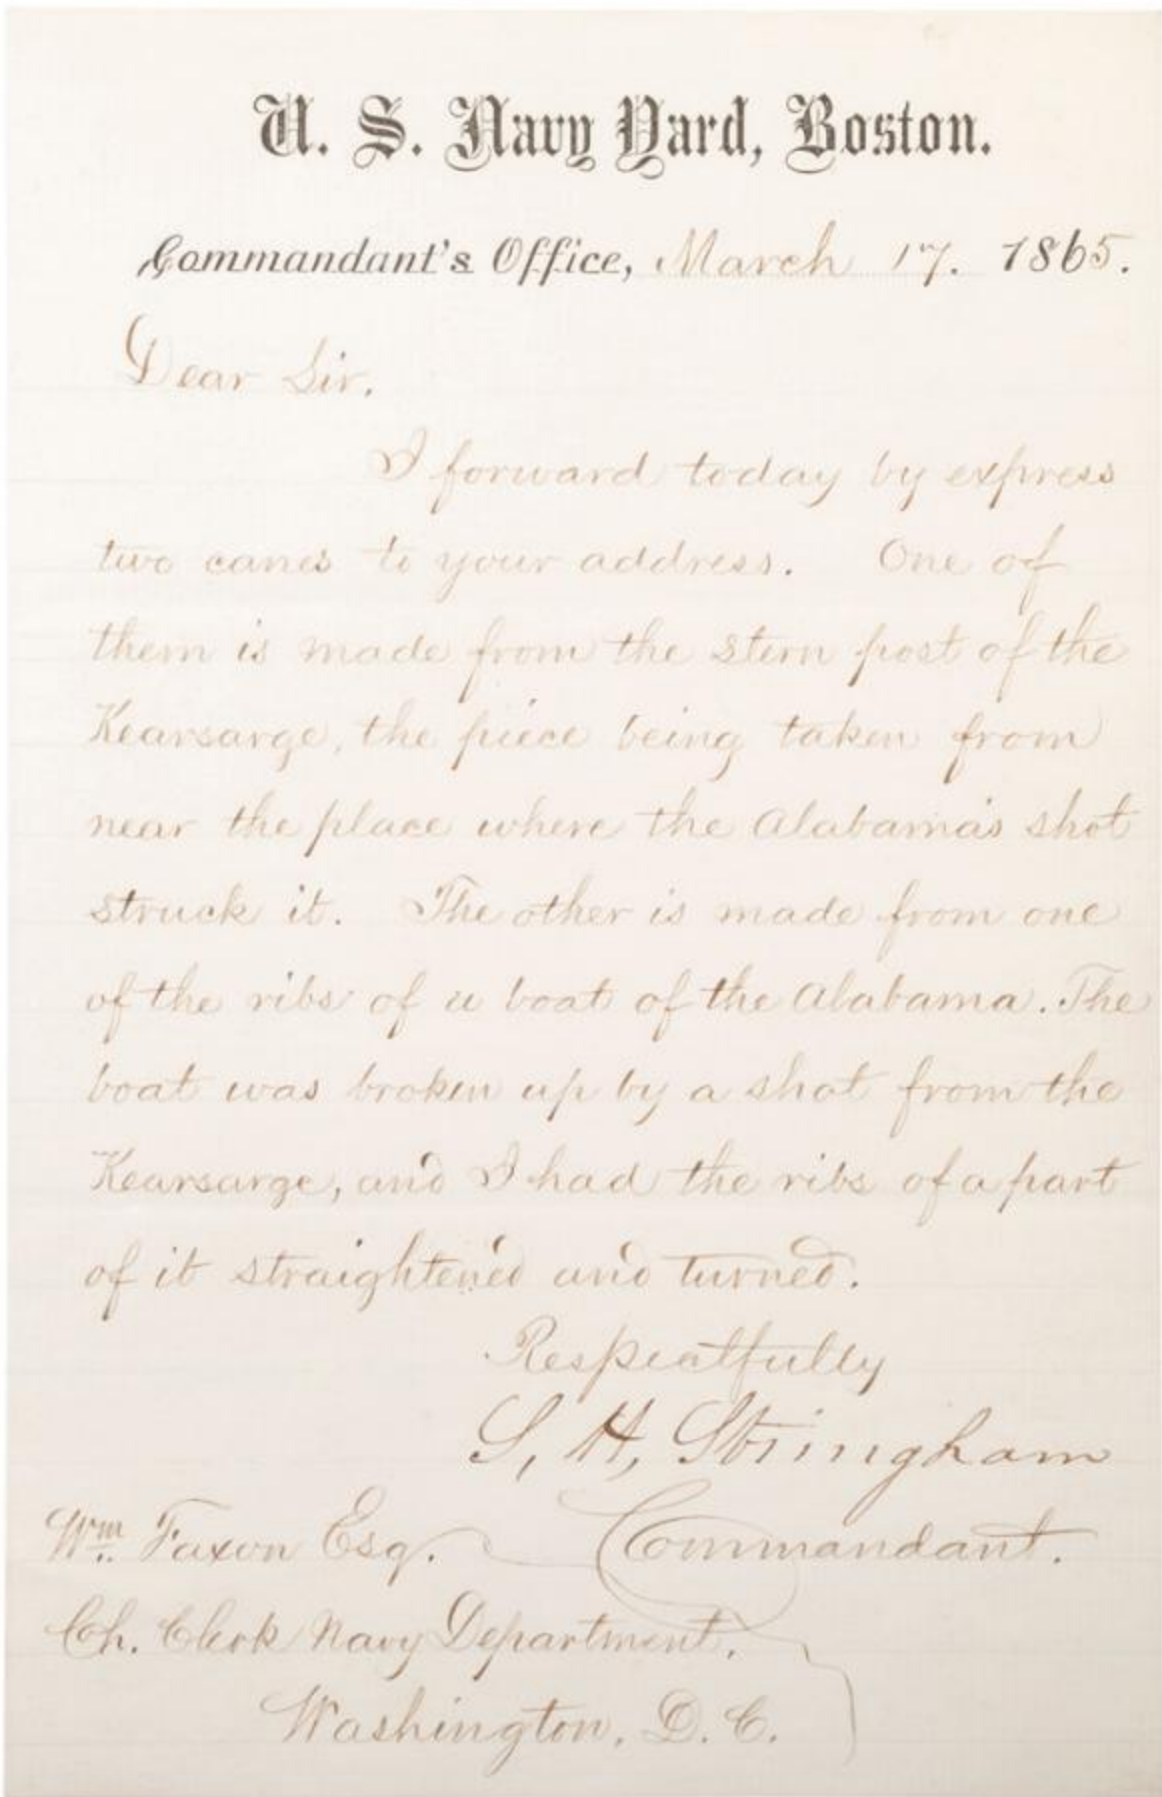 U. S. Navy Yard, Boston.
Commandant's Office, March 17. 1865.
Dear Sir.
I forward today by express
two canes to your address. One of
them is made from the stern post of the
Kearsarge, the piece being taken from
near the place where the Alabama's shot
struck it. The other is made from one
of the ribs of a boat of the Alabama. The
boat was broken up by a shot from the
Kearsarge, and I had the ribs of a part
of it straightened and turned.
Respectfully
S, H, Stringham
Wm. Faxon Esq. Commandant.
Ch. Clerk Navy Department.
Washington, D. C.